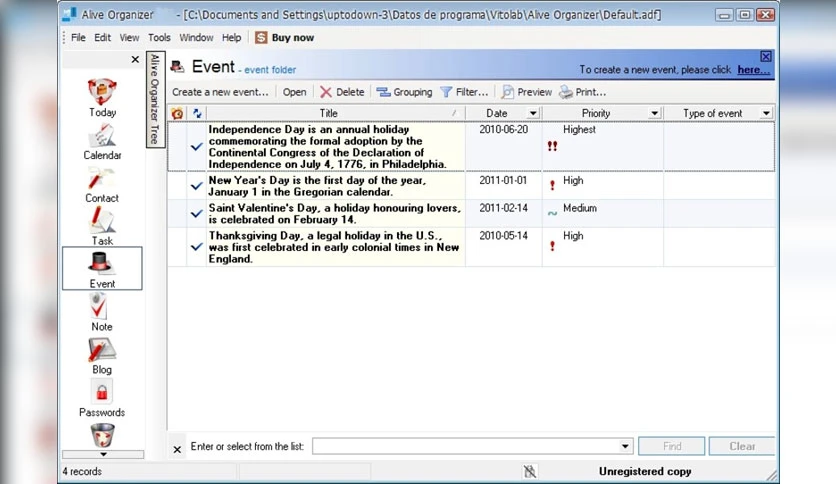 Alive Organizer - [C:\Documents and Settings\uptodown-3\Datos de programa\Vitolab\Alive Organizer\Default.adf]
File Edit View Tools Window Help $ Buy now
Alive Organizer Tree
Event - event folder
To create a new event, please click here...
Create a new event... Open Delete Grouping Filter... Preview Print...
Title Date Priority Type of event
Independence Day is an annual holiday
commemorating the formal adoption by the
Continental Congress of the Declaration of
Independence on July 4, 1776, in Philadelphia.
2010-06-20 Highest
New Year's Day is the first day of the year,
January 1 in the Gregorian calendar.
2011-01-01 High
Saint Valentine's Day, a holiday honouring lovers,
is celebrated on February 14.
2011-02-14 Medium
Thanksgiving Day, a legal holiday in the U.S.,
was first celebrated in early colonial times in New
England.
2010-05-14 High
Today
Calendar
Contact
Task
Event
Note
Blog
Passwords
Enter or select from the list: Find Clear
4 records Unregistered copy